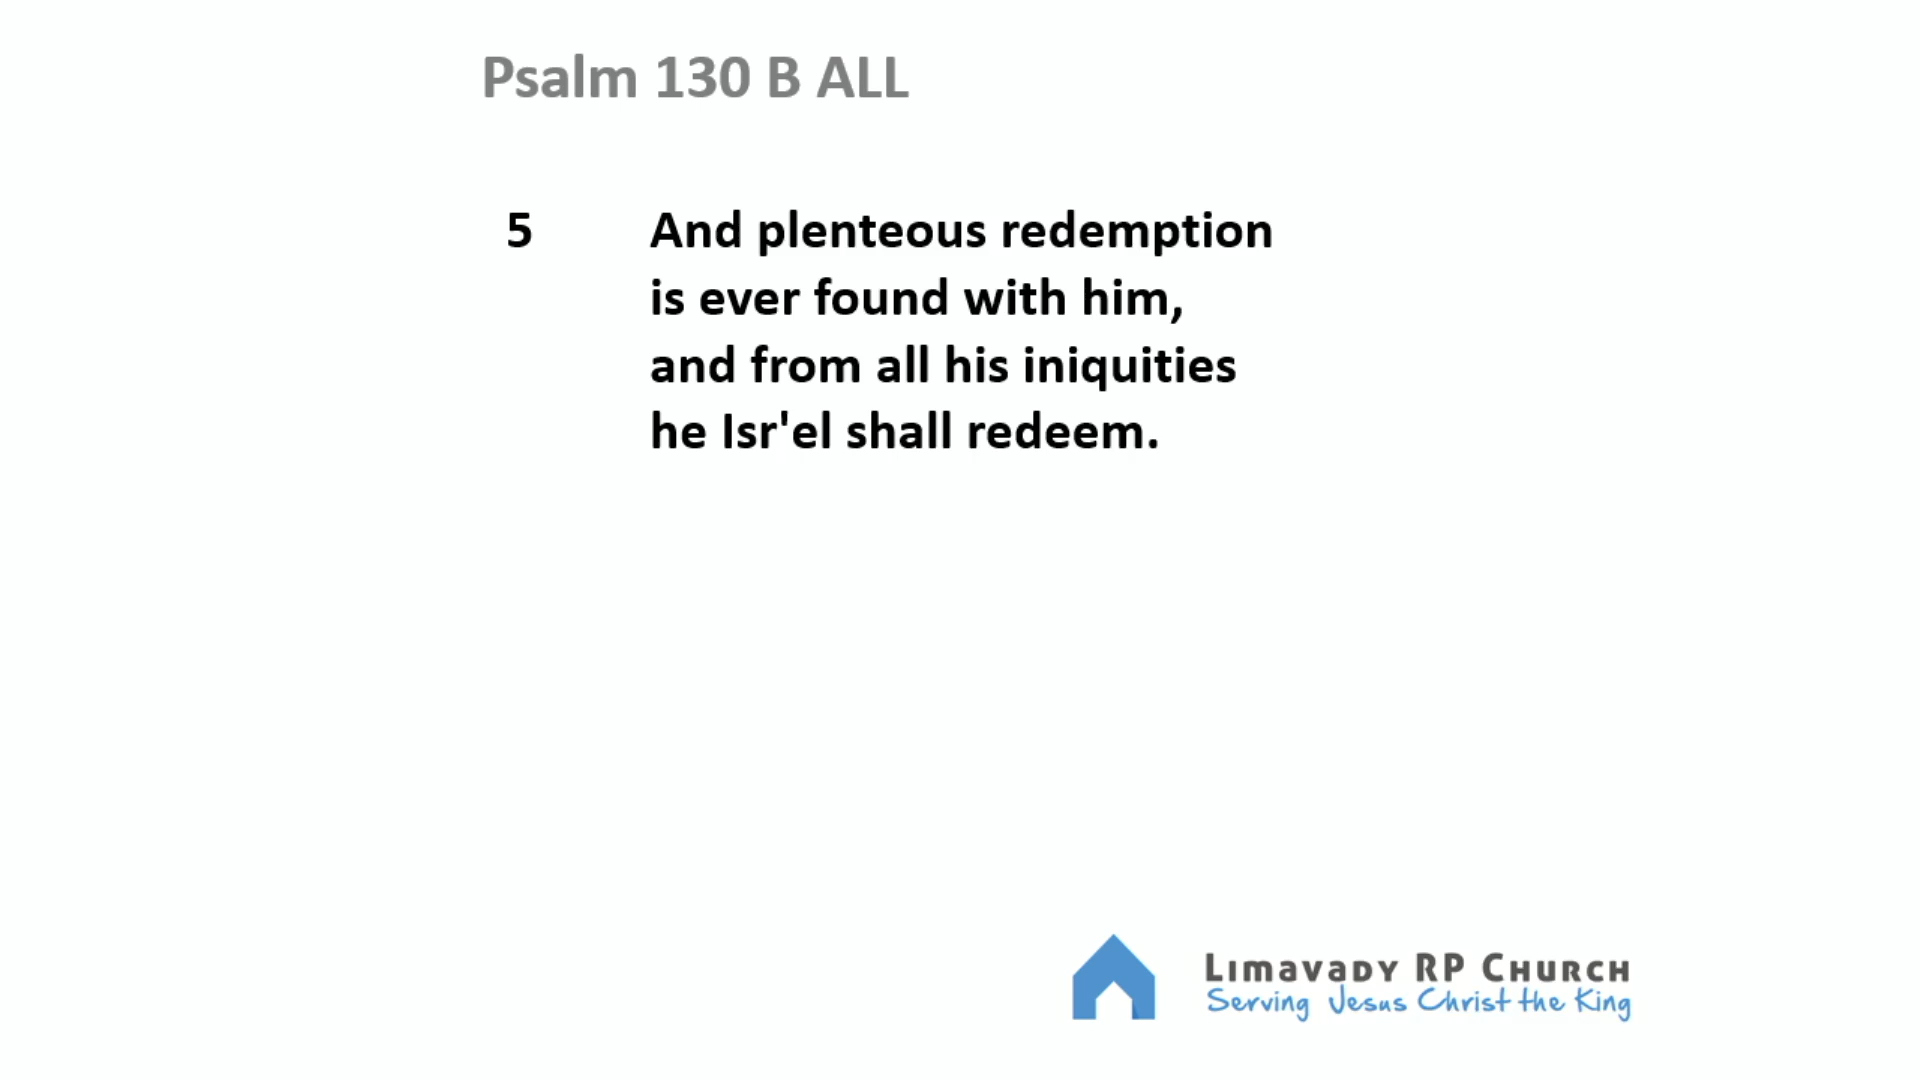 Psalm 130 B ALL
5 And plenteous redemption
is ever found with him,
and from all his iniquities
he Isr'el shall redeem.
Limavady RP Church
Serving Jesus Christ the King